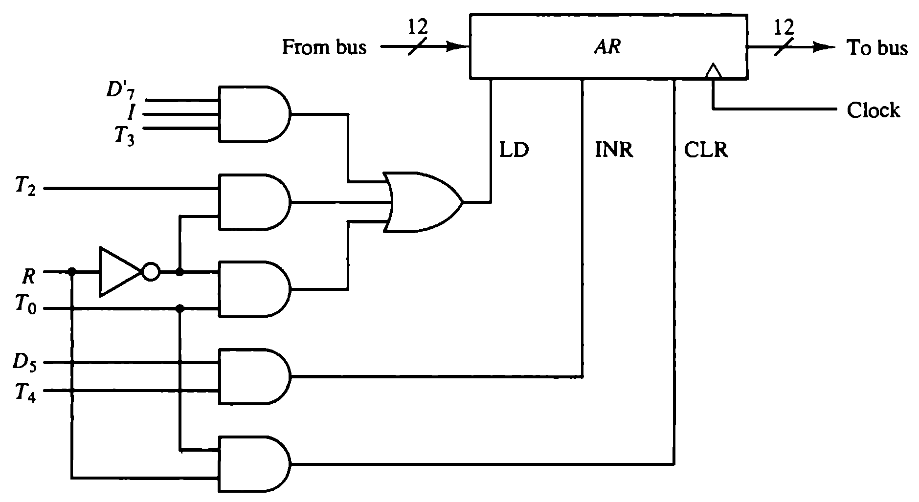 12
12
From bus
AR
To bus
D'7
I
T3
Clock
LD
INR
CLR
T2
R
T0
D5
T4